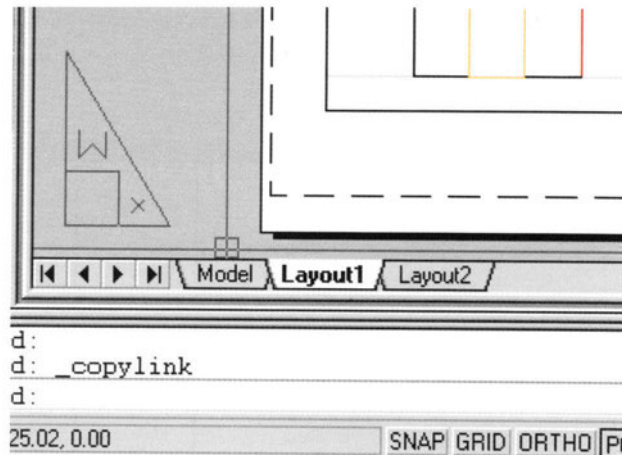 W
X
Model Layout1 Layout2
d:
d: _copylink
d:
25.02, 0.00 SNAP GRID ORTHO